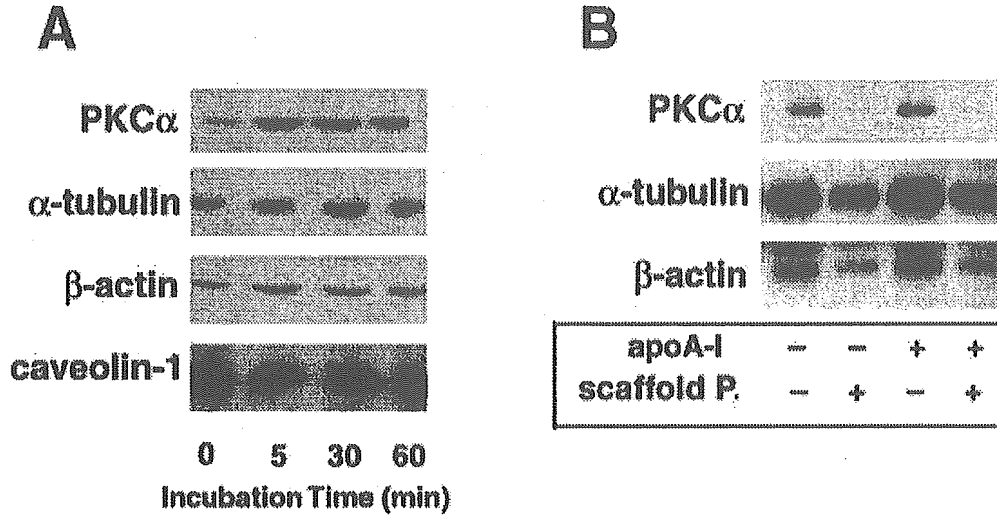 A
PKCα
α-tubulin
β-actin
caveolin-1
0 5 30 60
Incubation Time (min)
B
PKCα
α-tubulin
β-actin
apoA-I − − + +
scaffold P. − + − +